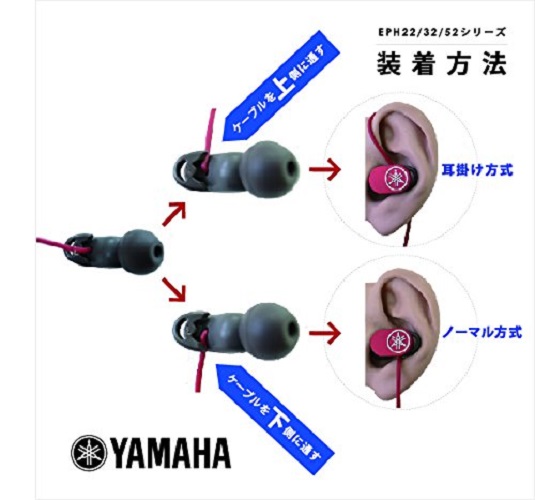 EPH22/32/52シリーズ
装着方法
ケーブルを上側に通す
耳掛け方式
ノーマル方式
ケーブルを下側に通す
YAMAHA